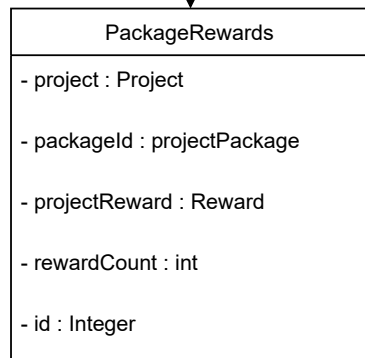 PackageRewards
- project : Project
- packageId : projectPackage
- projectReward : Reward
- rewardCount : int
- id : Integer